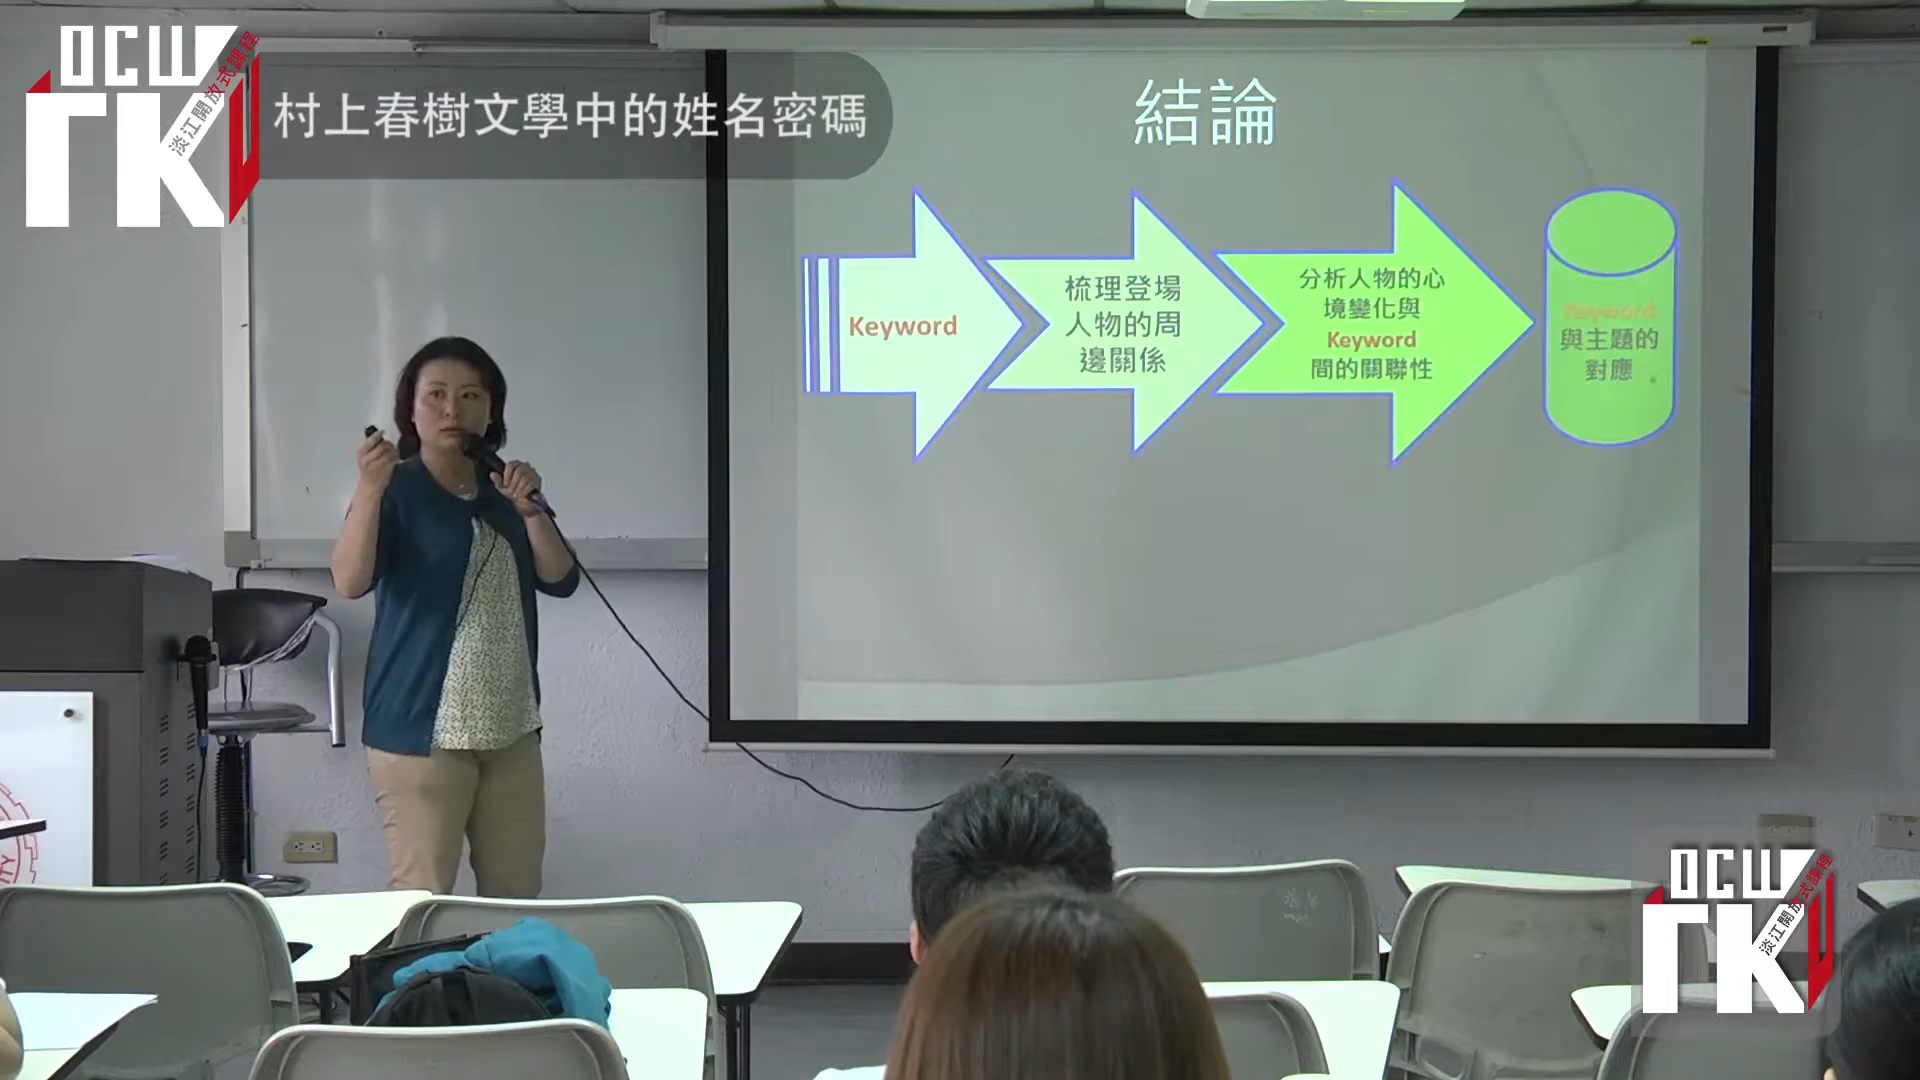 OCW
TKU
淡江開放式課程
村上春樹文學中的姓名密碼
結論
Keyword
梳理登場
人物的周
邊關係
分析人物的心
境變化與
Keyword
間的關聯性
Keyword
與主題的
對應
OCW
TKU
淡江開放式課程